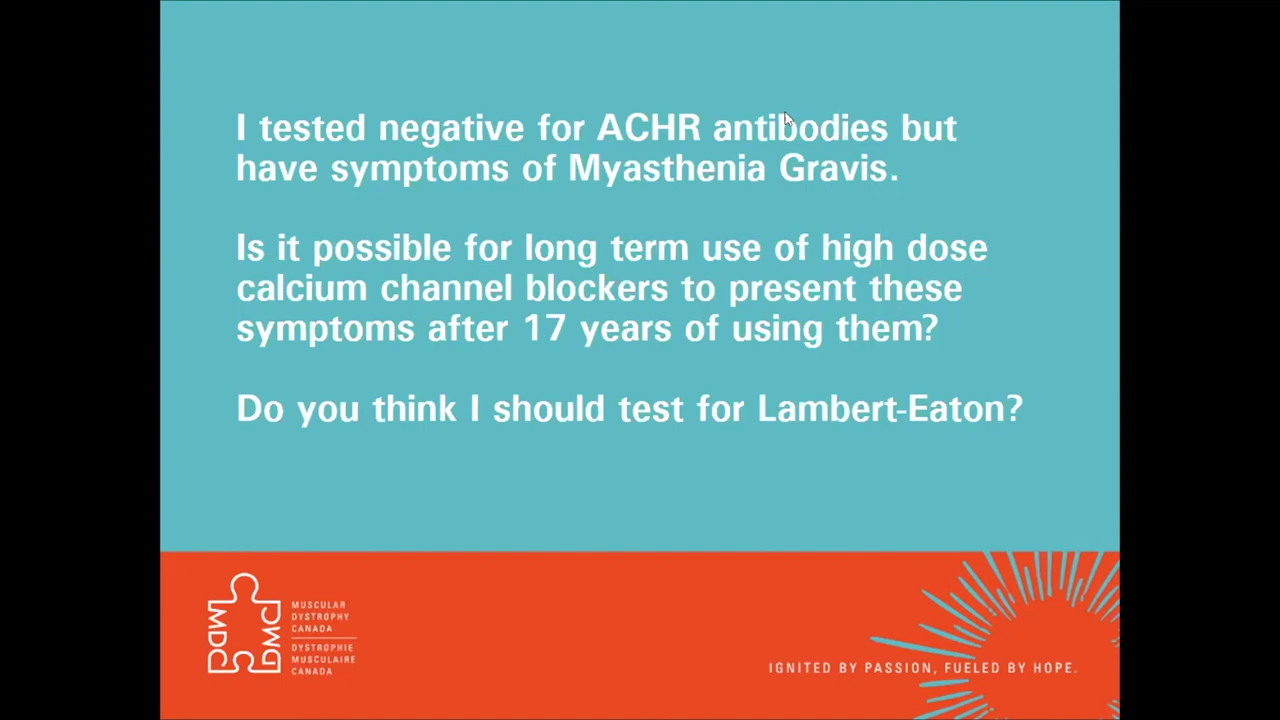 I tested negative for ACHR antibodies but
have symptoms of Myasthenia Gravis.
Is it possible for long term use of high dose
calcium channel blockers to present these
symptoms after 17 years of using them?
Do you think I should test for Lambert-Eaton?
MDC
DMC
MUSCULAR
DYSTROPHY
CANADA
DYSTROPHIE
MUSCULAIRE
CANADA
IGNITED BY PASSION, FUELED BY HOPE.